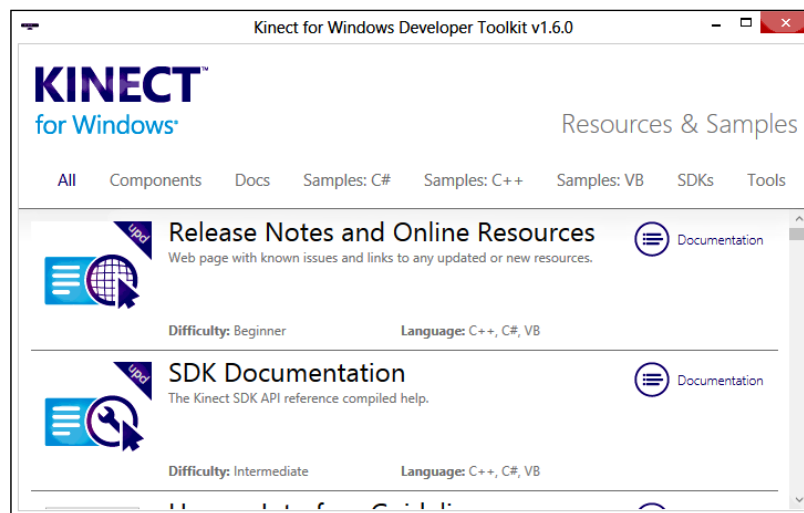 Kinect for Windows Developer Toolkit v1.6.0
KINECT™
for Windows®
Resources & Samples
All Components Docs Samples: C# Samples: C++ Samples: VB SDKs Tools
upd
Release Notes and Online Resources
Documentation
Web page with known issues and links to any updated or new resources.
Difficulty: Beginner Language: C++, C#, VB
upd
SDK Documentation
Documentation
The Kinect SDK API reference compiled help.
Difficulty: Intermediate Language: C++, C#, VB